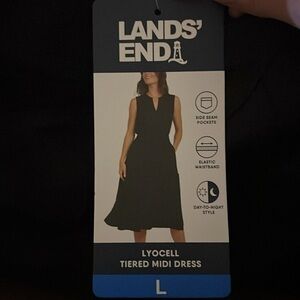 LANDS'
END
SIDE SEAM
POCKETS
ELASTIC
WAISTBAND
DAY-TO-NIGHT
STYLE
LYOCELL
TIERED MIDI DRESS
L